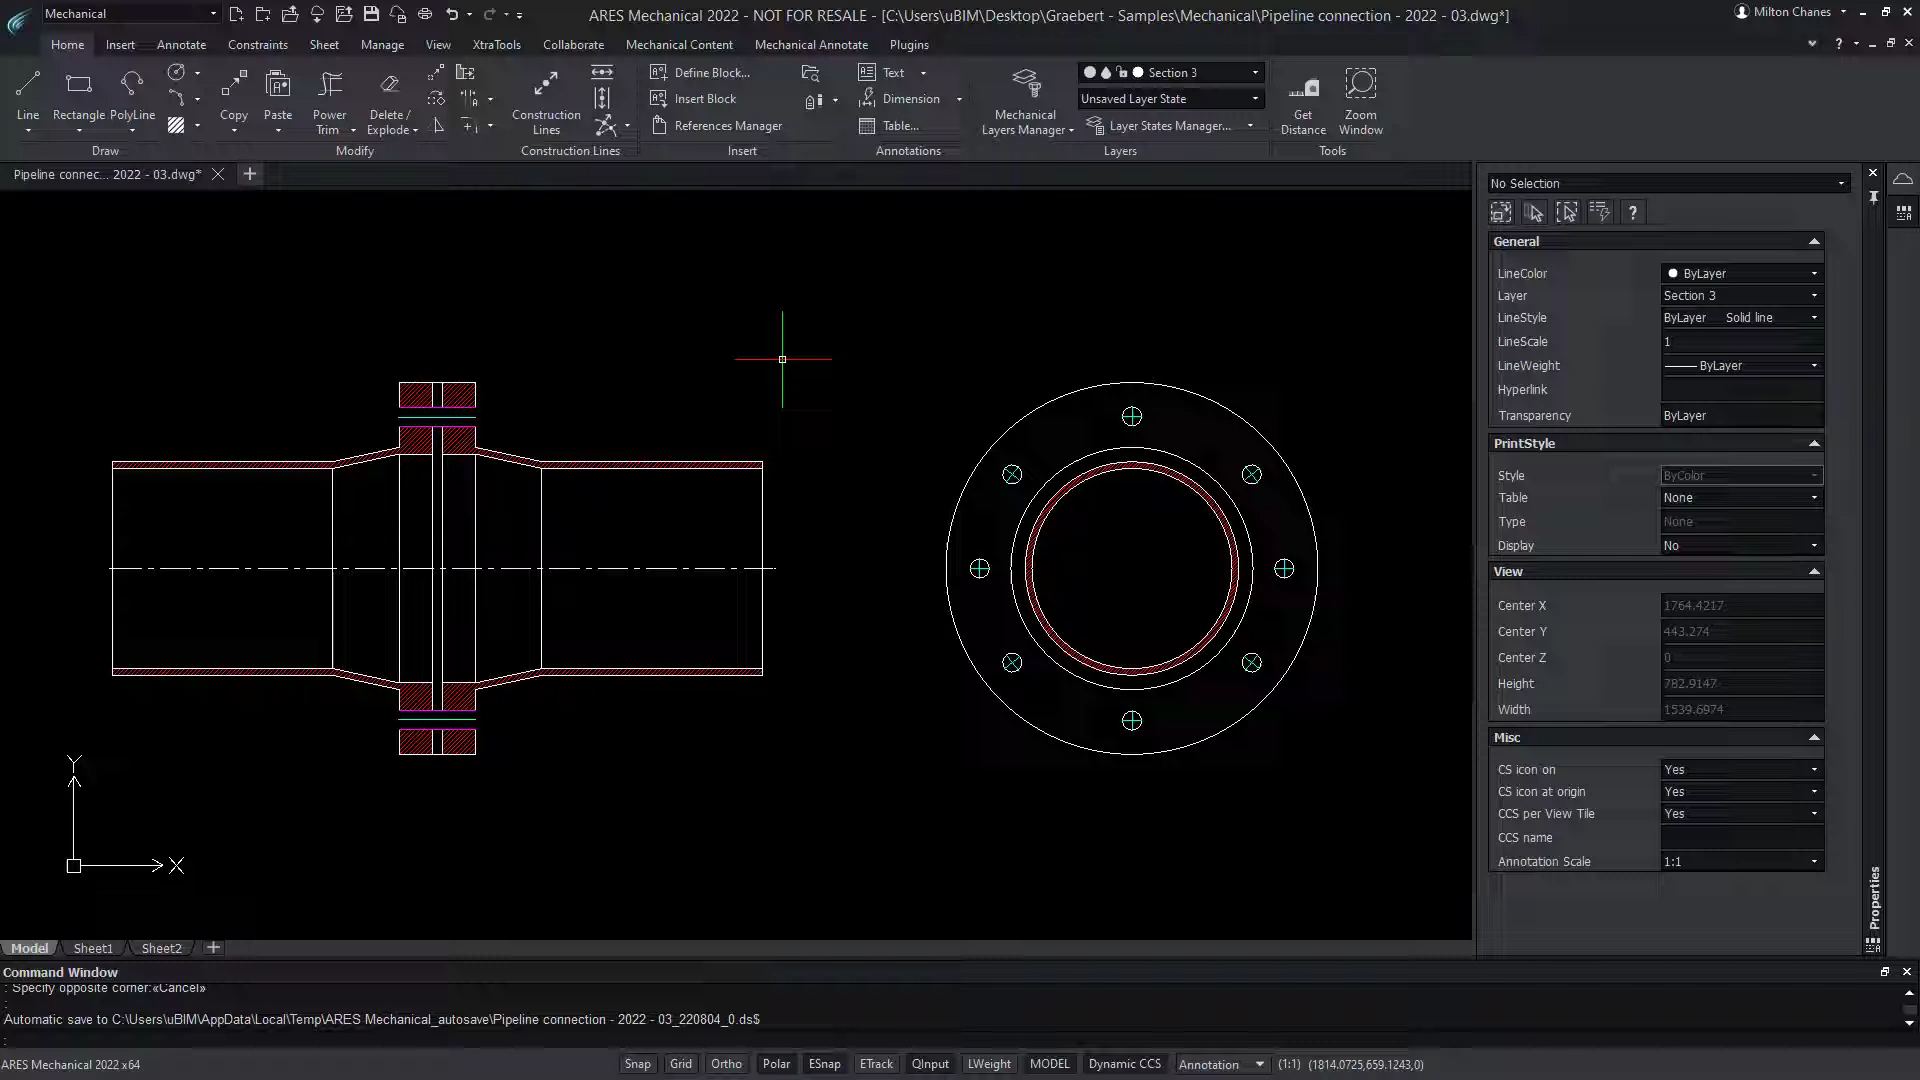 Mechanical
ARES Mechanical 2022 - NOT FOR RESALE - [C:\Users\uBIM\Desktop\Graebert - Samples\Mechanical\Pipeline connection - 2022 - 03.dwg*]
Milton Chanes
Home Insert Annotate Constraints Sheet Manage View XtraTools Collaborate Mechanical Content Mechanical Annotate Plugins
?
Line
Rectangle
PolyLine
Draw
Copy
Paste
Power
Trim
Delete /
Explode
Modify
Construction
Lines
Construction Lines
Define Block...
Insert Block
References Manager
Insert
Text
Dimension
Table...
Annotations
Mechanical
Layers Manager
Section 3
Unsaved Layer State
Layer States Manager...
Layers
Get
Distance
Zoom
Window
Tools
Pipeline connec... 2022 - 03.dwg*
No Selection
?
General
LineColor ByLayer
Layer Section 3
LineStyle ByLayer Solid line
LineScale 1
LineWeight ByLayer
Hyperlink
Transparency ByLayer
PrintStyle
Style ByColor
Table None
Type None
Display No
View
Center X 1764.4217
Center Y 443.274
Center Z 0
Height 782.9147
Width 1539.6974
Misc
CS icon on Yes
CS icon at origin Yes
CCS per View Tile Yes
CCS name
Annotation Scale 1:1
Properties
Y
X
Model Sheet1 Sheet2
Command Window
: Specify opposite corner:«Cancel»
:
Automatic save to C:\Users\uBIM\AppData\Local\Temp\ARES Mechanical_autosave\Pipeline connection - 2022 - 03_220804_0.ds$
:
ARES Mechanical 2022 x64
Snap Grid Ortho Polar ESnap ETrack QInput LWeight MODEL Dynamic CCS Annotation (1:1) (1814.0725,659.1243,0)